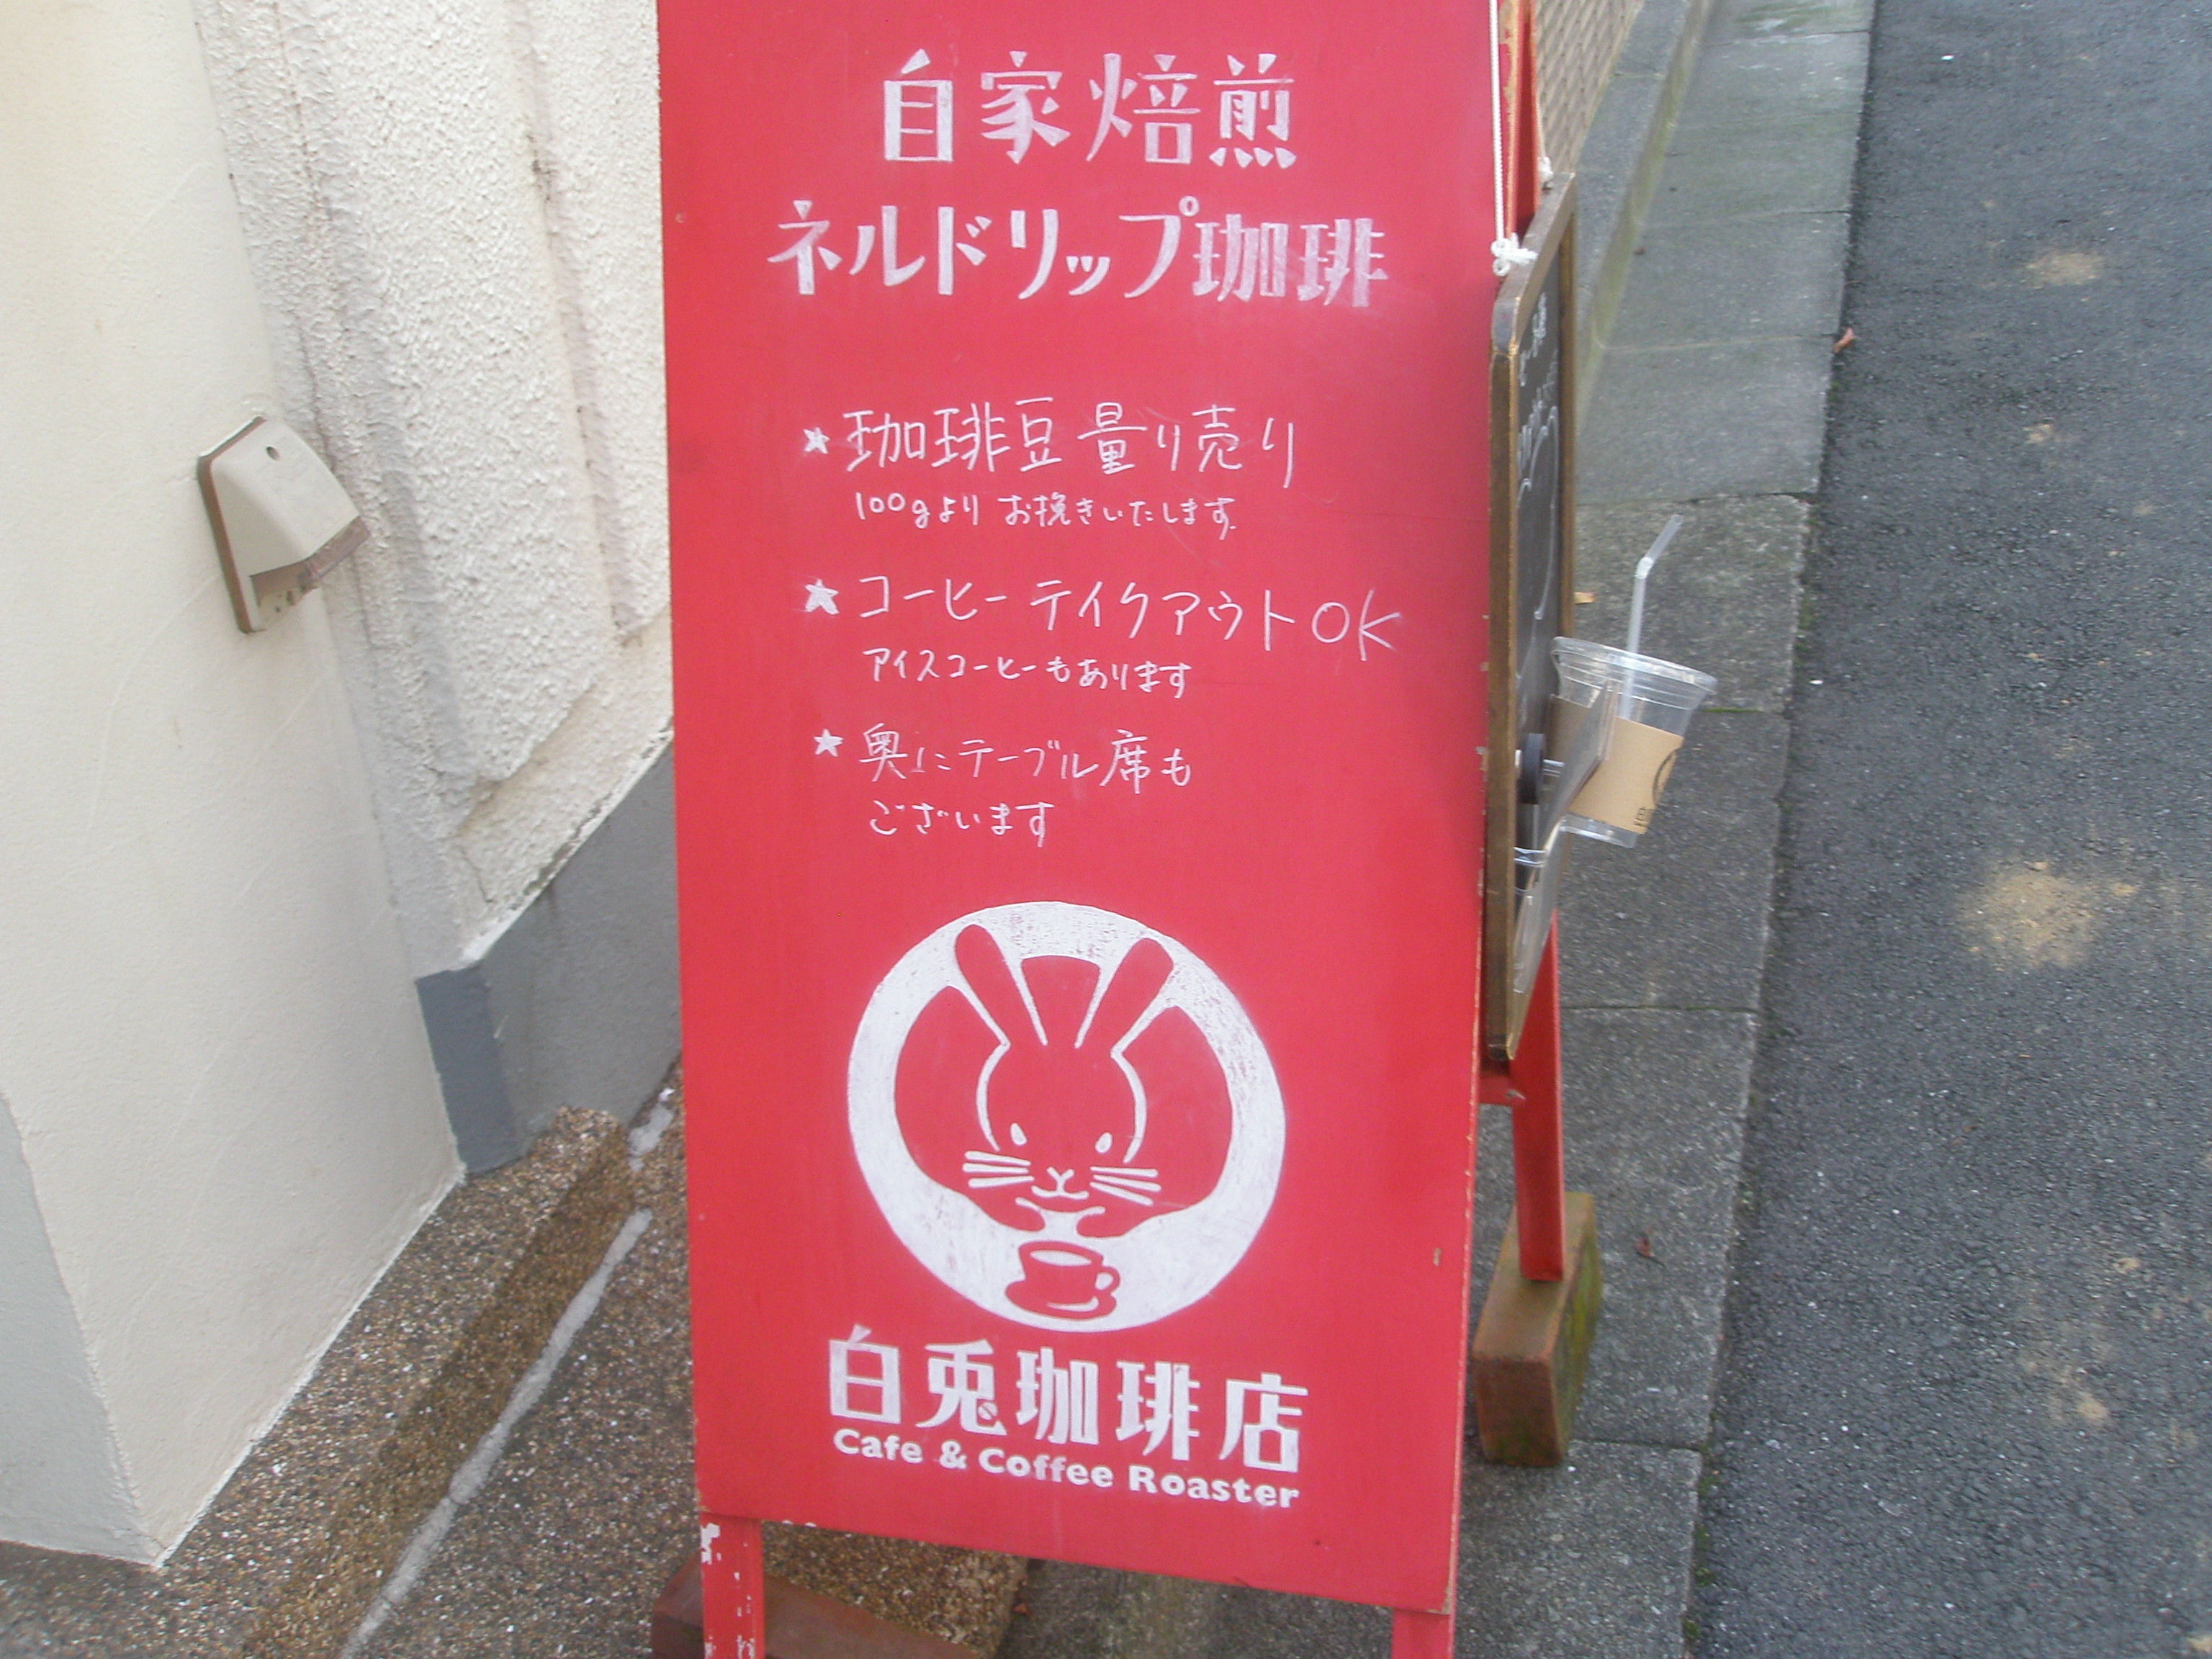 自家焙煎
ネルドリップ珈琲
★珈琲豆量り売り
100gより お挽きいたします。
★コーヒーテイクアウトOK
アイスコーヒーもあります
★奥にテーブル席も
ございます
白兎珈琲店
Cafe & Coffee Roaster